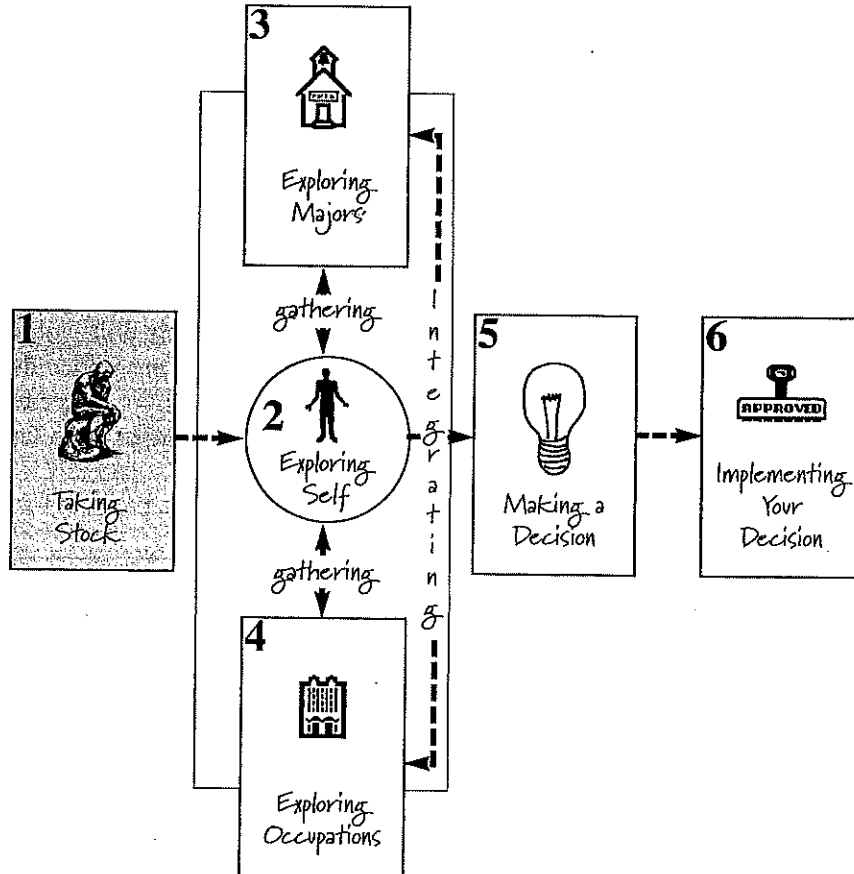 3
Exploring
Majors
gathering
1
Taking
Stock
2
Exploring
Self
Integrating
5
Making a
Decision
6
APPROVED
Implementing
Your
Decision
gathering
4
Exploring
Occupations